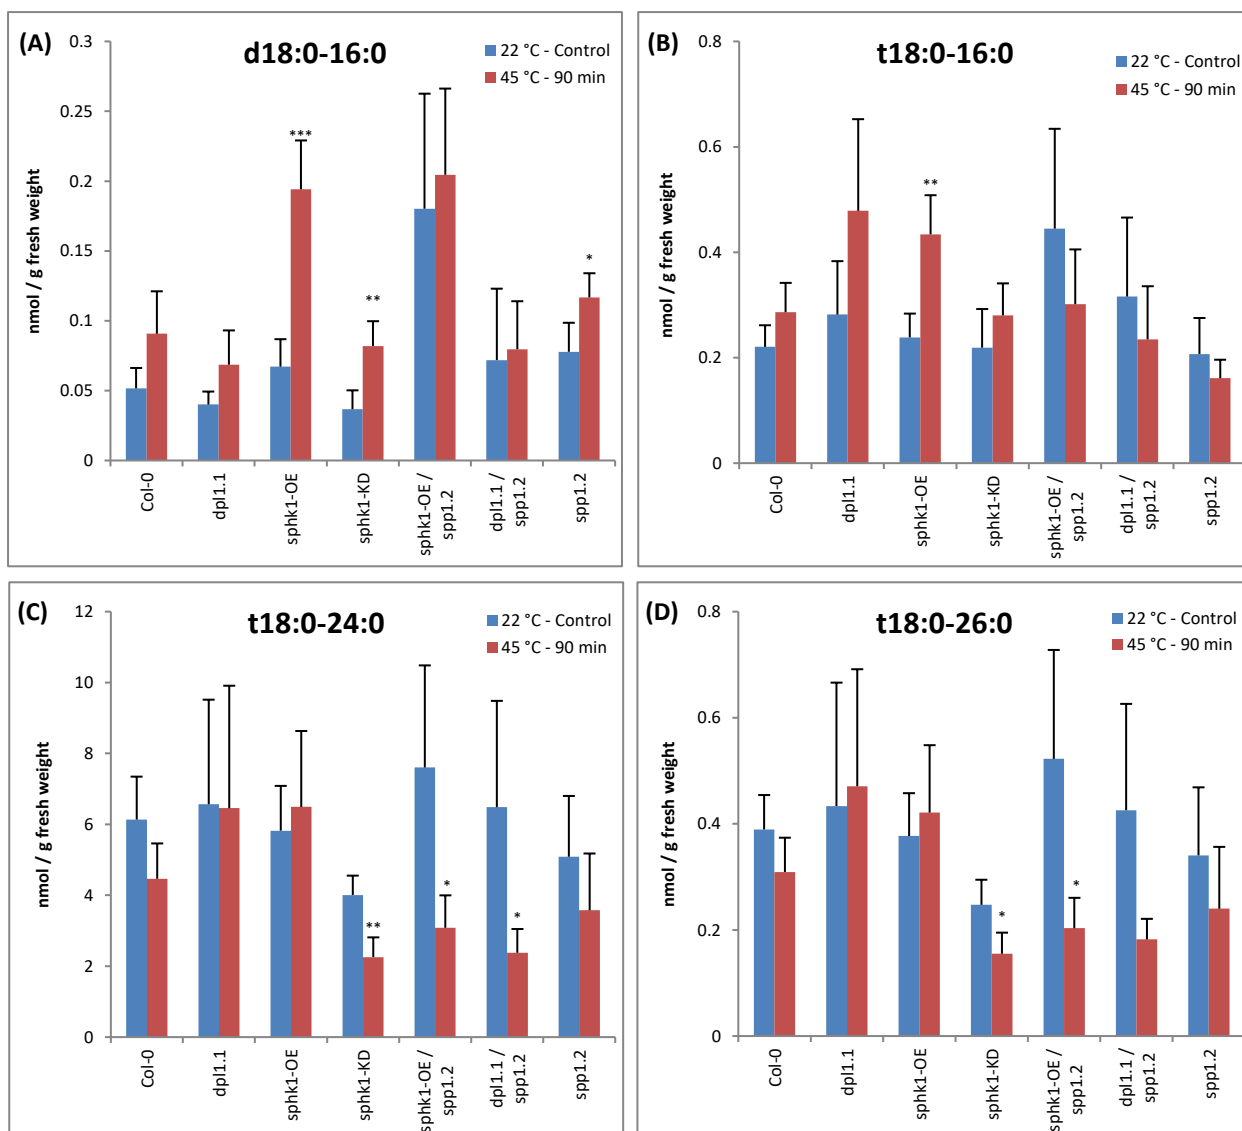 (A)
d18:0-16:0
22 °C - Control
45 °C - 90 min
nmol / g fresh weight
0.3
0.25
0.2
0.15
0.1
0.05
0
***
**
*
Col-0
dpl1.1
sphk1-OE
sphk1-KD
sphk1-OE /
spp1.2
dpl1.1 /
spp1.2
spp1.2
(B)
t18:0-16:0
22 °C - Control
45 °C - 90 min
nmol / g fresh weight
0.8
0.6
0.4
0.2
0
**
Col-0
dpl1.1
sphk1-OE
sphk1-KD
sphk1-OE /
spp1.2
dpl1.1 /
spp1.2
spp1.2
(C)
t18:0-24:0
22 °C - Control
45 °C - 90 min
nmol / g fresh weight
12
10
8
6
4
2
0
**
*
*
Col-0
dpl1.1
sphk1-OE
sphk1-KD
sphk1-OE /
spp1.2
dpl1.1 /
spp1.2
spp1.2
(D)
t18:0-26:0
22 °C - Control
45 °C - 90 min
nmol / g fresh weight
0.8
0.6
0.4
0.2
0
*
*
Col-0
dpl1.1
sphk1-OE
sphk1-KD
sphk1-OE /
spp1.2
dpl1.1 /
spp1.2
spp1.2